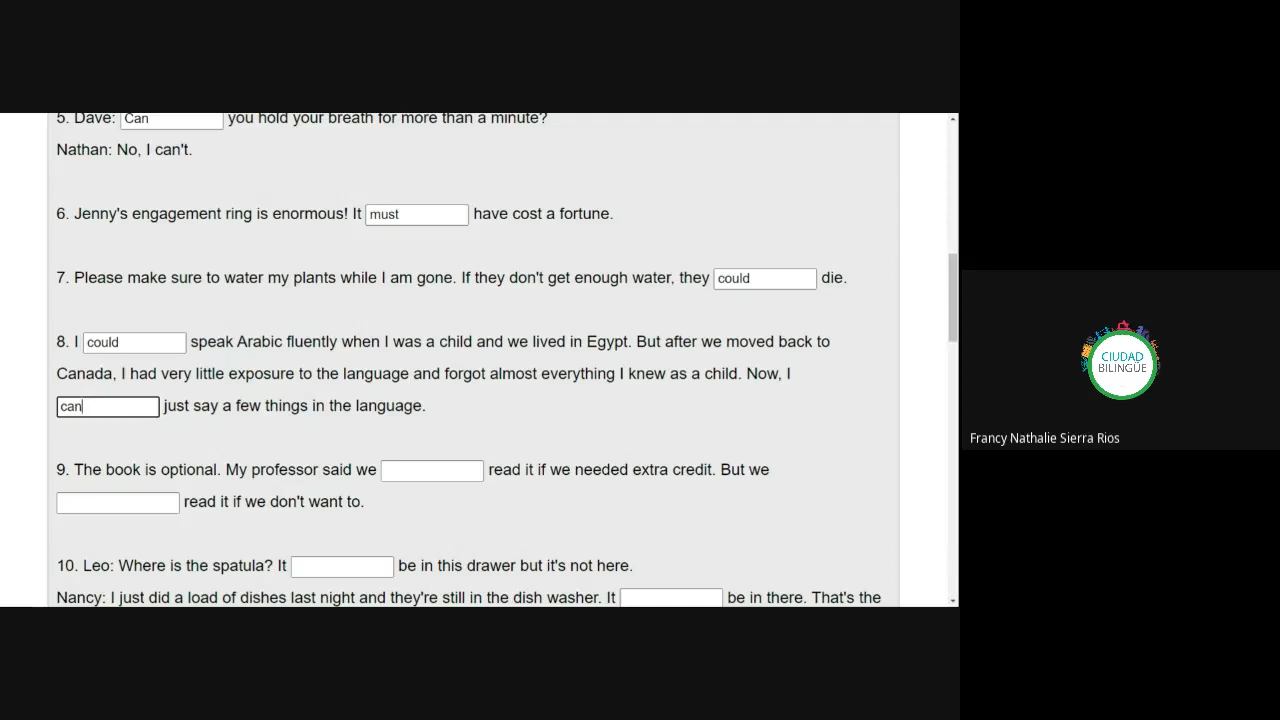 5. Dave: Can you hold your breath for more than a minute?
Nathan: No, I can't.
6. Jenny's engagement ring is enormous! It must have cost a fortune.
7. Please make sure to water my plants while I am gone. If they don't get enough water, they could die.
8. I could speak Arabic fluently when I was a child and we lived in Egypt. But after we moved back to
Canada, I had very little exposure to the language and forgot almost everything I knew as a child. Now, I
can just say a few things in the language.
9. The book is optional. My professor said we read it if we needed extra credit. But we
read it if we don't want to.
10. Leo: Where is the spatula? It be in this drawer but it's not here.
Nancy: I just did a load of dishes last night and they're still in the dish washer. It be in there. That's the
CIUDAD
BILINGÜE
Francy Nathalie Sierra Rios